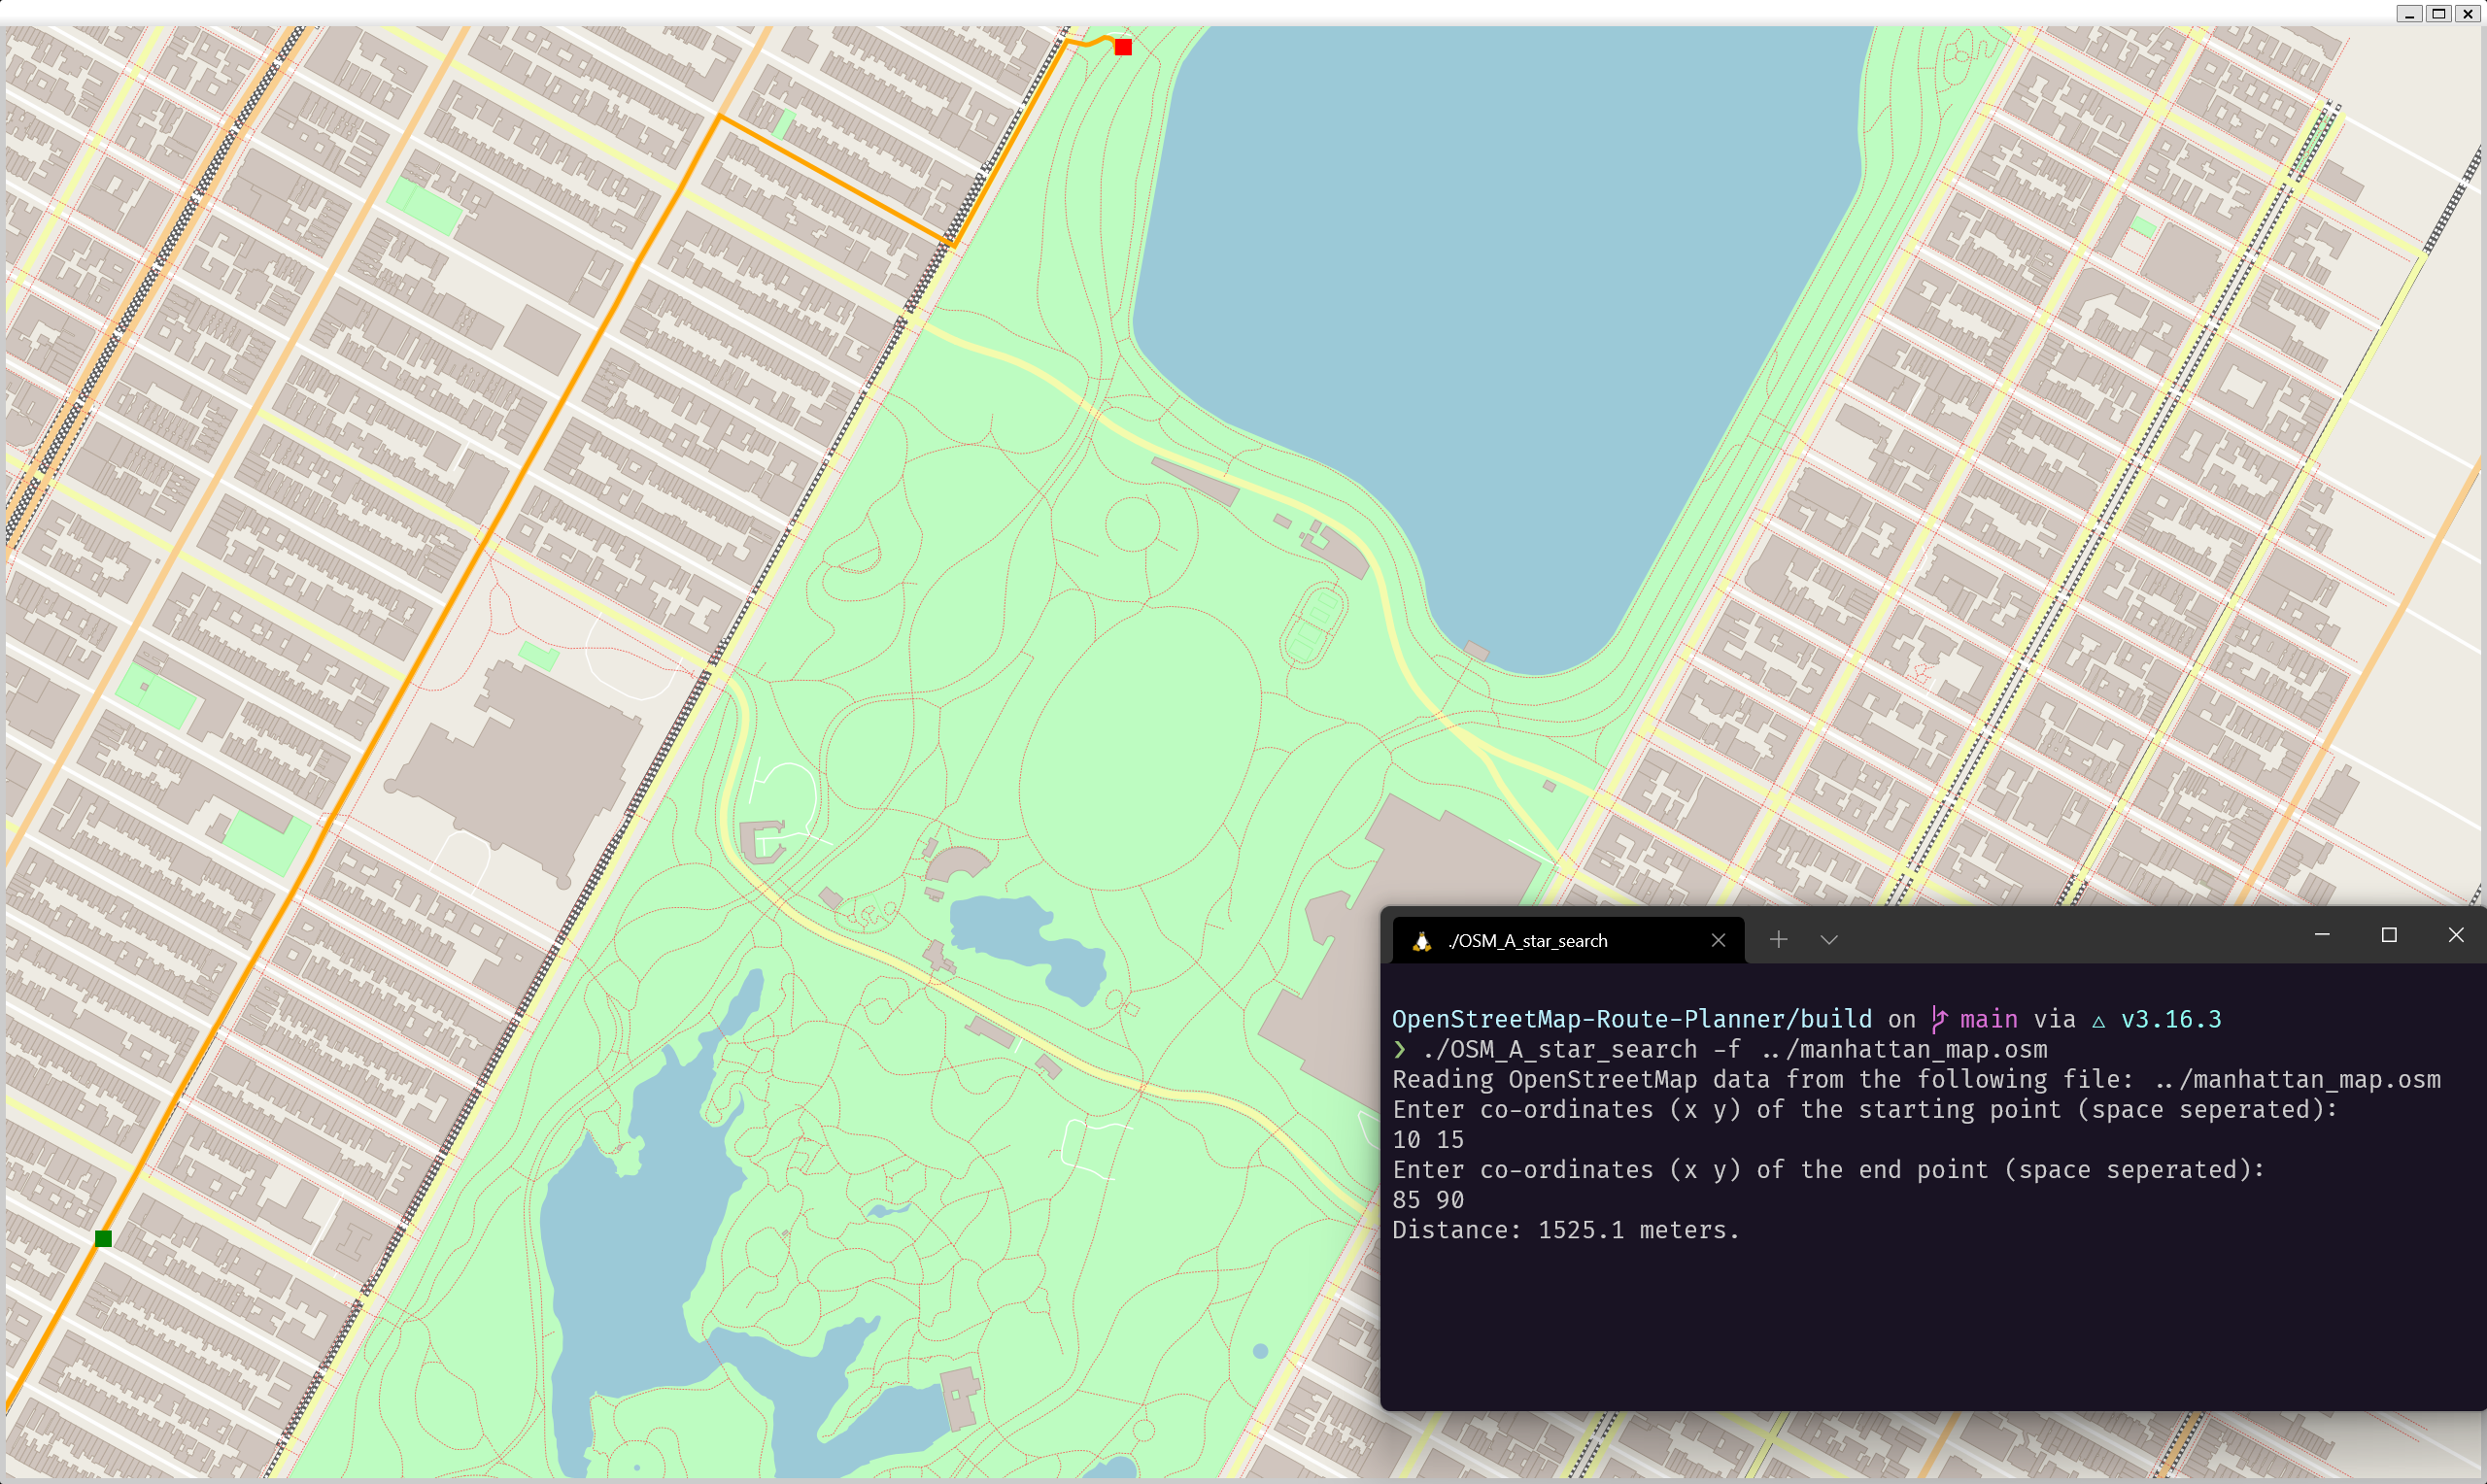 ./OSM_A_star_search
OpenStreetMap-Route-Planner/build on main via △ v3.16.3
❯ ./OSM_A_star_search -f ../manhattan_map.osm
Reading OpenStreetMap data from the following file: ../manhattan_map.osm
Enter co-ordinates (x y) of the starting point (space seperated):
10 15
Enter co-ordinates (x y) of the end point (space seperated):
85 90
Distance: 1525.1 meters.